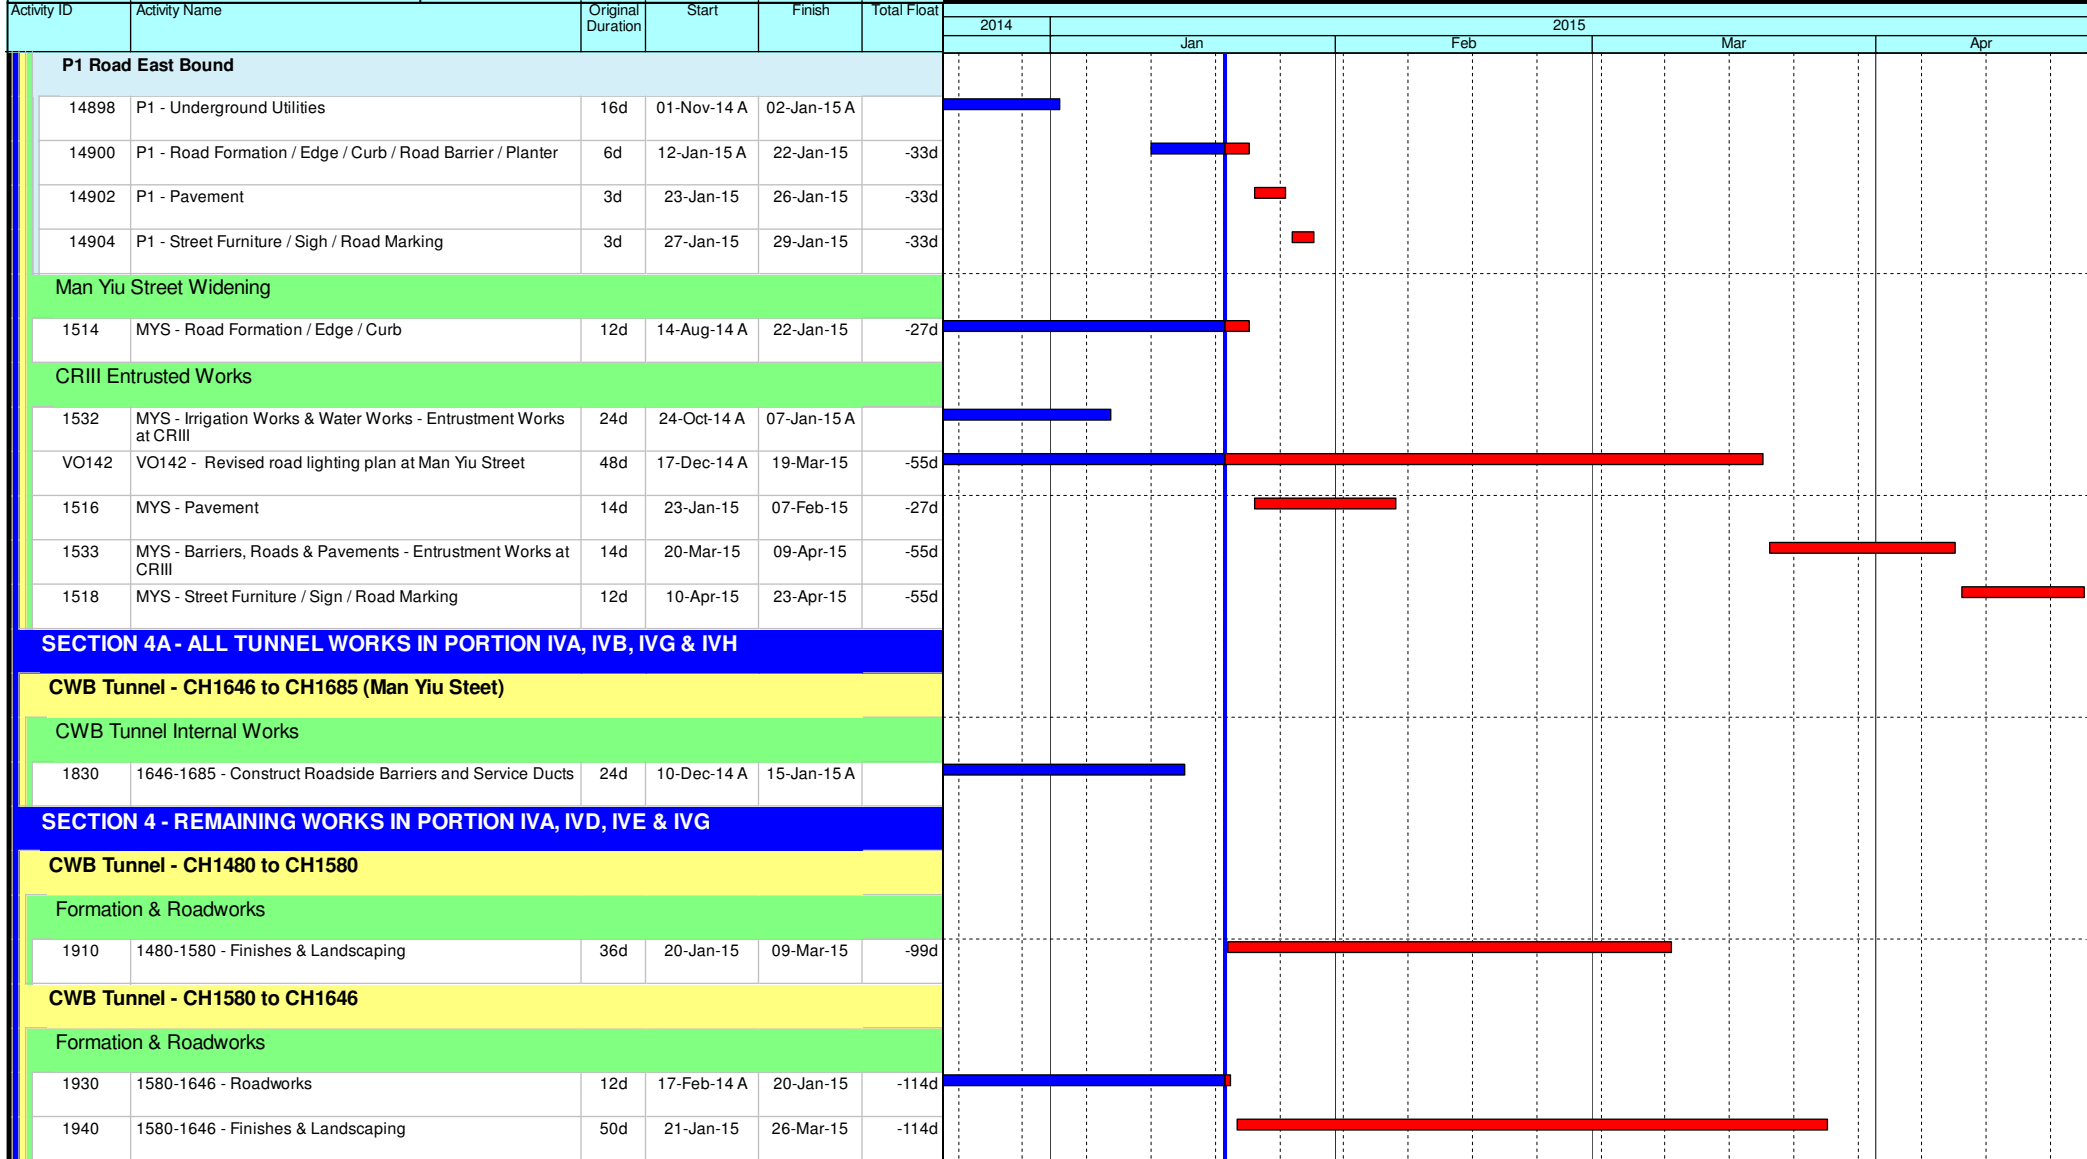 Activity ID Activity Name Original Duration Start Finish Total Float
2014 2015
Jan Feb Mar Apr
P1 Road East Bound
14898 P1 - Underground Utilities 16d 01-Nov-14 A 02-Jan-15 A
14900 P1 - Road Formation / Edge / Curb / Road Barrier / Planter 6d 12-Jan-15 A 22-Jan-15 -33d
14902 P1 - Pavement 3d 23-Jan-15 26-Jan-15 -33d
14904 P1 - Street Furniture / Sigh / Road Marking 3d 27-Jan-15 29-Jan-15 -33d
Man Yiu Street Widening
1514 MYS - Road Formation / Edge / Curb 12d 14-Aug-14 A 22-Jan-15 -27d
CRIII Entrusted Works
1532 MYS - Irrigation Works & Water Works - Entrustment Works 24d 24-Oct-14 A 07-Jan-15 A
at CRIII
VO142 VO142 - Revised road lighting plan at Man Yiu Street 48d 17-Dec-14 A 19-Mar-15 -55d
1516 MYS - Pavement 14d 23-Jan-15 07-Feb-15 -27d
1533 MYS - Barriers, Roads & Pavements - Entrustment Works at 14d 20-Mar-15 09-Apr-15 -55d
CRIII
1518 MYS - Street Furniture / Sign / Road Marking 12d 10-Apr-15 23-Apr-15 -55d
SECTION 4A - ALL TUNNEL WORKS IN PORTION IVA, IVB, IVG & IVH
CWB Tunnel - CH1646 to CH1685 (Man Yiu Steet)
CWB Tunnel Internal Works
1830 1646-1685 - Construct Roadside Barriers and Service Ducts 24d 10-Dec-14 A 15-Jan-15 A
SECTION 4 - REMAINING WORKS IN PORTION IVA, IVD, IVE & IVG
CWB Tunnel - CH1480 to CH1580
Formation & Roadworks
1910 1480-1580 - Finishes & Landscaping 36d 20-Jan-15 09-Mar-15 -99d
CWB Tunnel - CH1580 to CH1646
Formation & Roadworks
1930 1580-1646 - Roadworks 12d 17-Feb-14 A 20-Jan-15 -114d
1940 1580-1646 - Finishes & Landscaping 50d 21-Jan-15 26-Mar-15 -114d